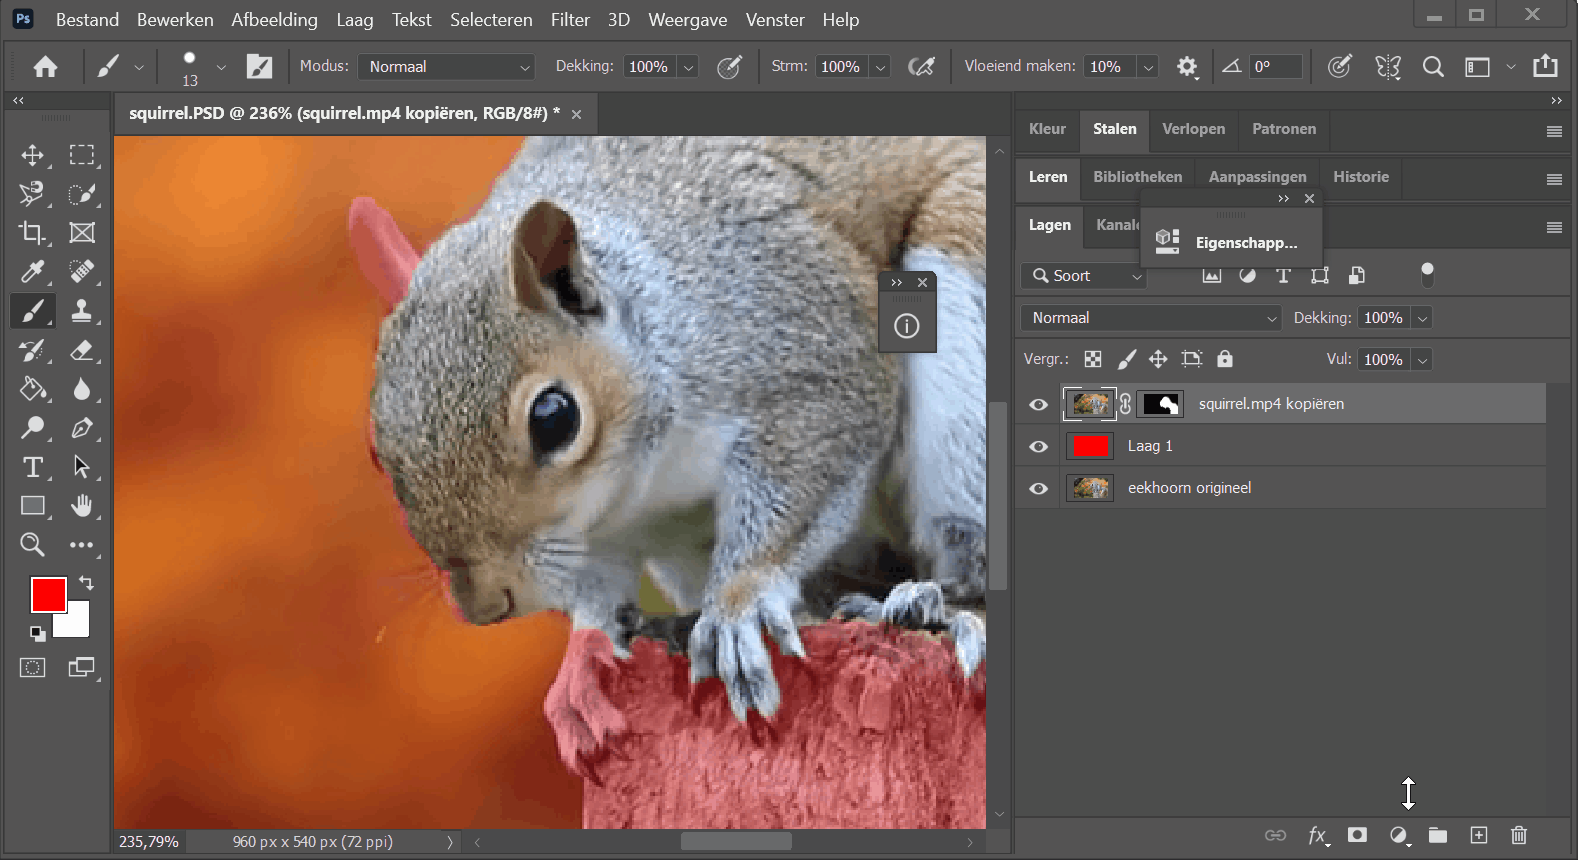 Ps Bestand Bewerken Afbeelding Laag Tekst Selecteren Filter 3D Weergave Venster Help
13 Modus: Normaal Dekking: 100% Strm: 100% Vloeiend maken: 10% 0°
squirrel.PSD @ 236% (squirrel.mp4 kopiëren, RGB/8#) *
Kleur Stalen Verlopen Patronen
Leren Bibliotheken Aanpassingen Historie
Lagen
Eigenschapp...
Soort
Normaal Dekking: 100%
Vergr.: Vul: 100%
squirrel.mp4 kopiëren
Laag 1
eekhoorn origineel
235,79% 960 px x 540 px (72 ppi)
fx